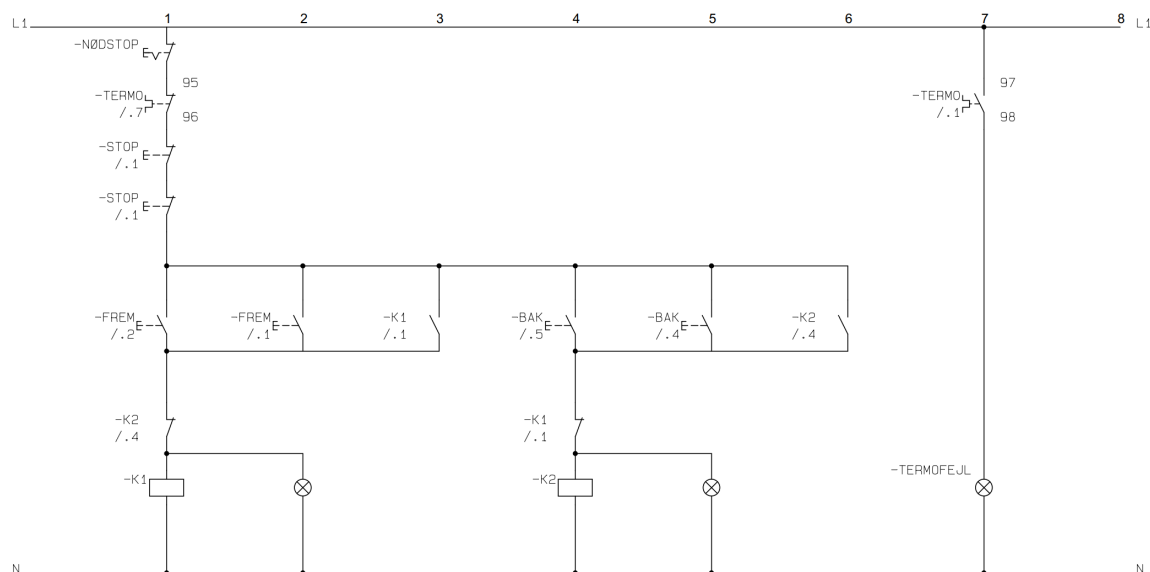 1 2 3 4 5 6 7 8
L1 L1
-NØDSTOP
95 97
-TERMO -TERMO
/.7 /.1
96 98
-STOP
/.1
-STOP
/.1
-FREM -FREM -K1 -BAK -BAK -K2
/.2 /.1 /.1 /.5 /.4 /.4
-K2 -K1
/.4 /.1
-TERMOFEJL
-K1 -K2
N N